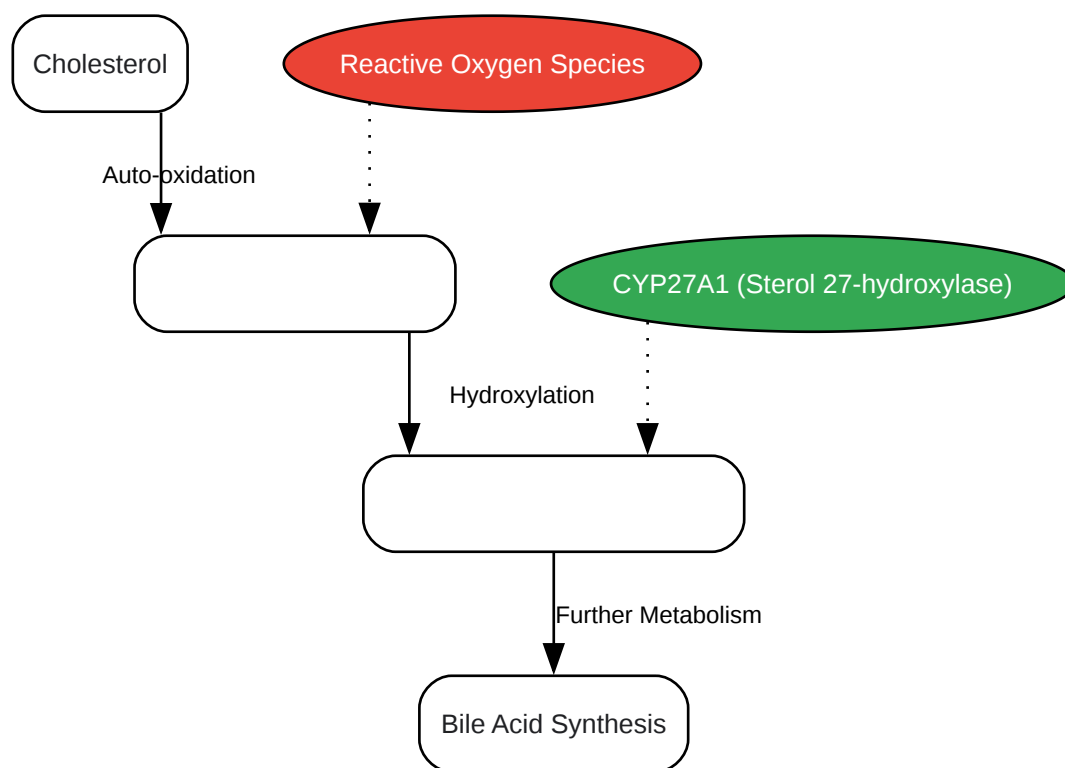 Cholesterol
Reactive Oxygen Species
Auto-oxidation
CYP27A1 (Sterol 27-hydroxylase)
Hydroxylation
Further Metabolism
Bile Acid Synthesis